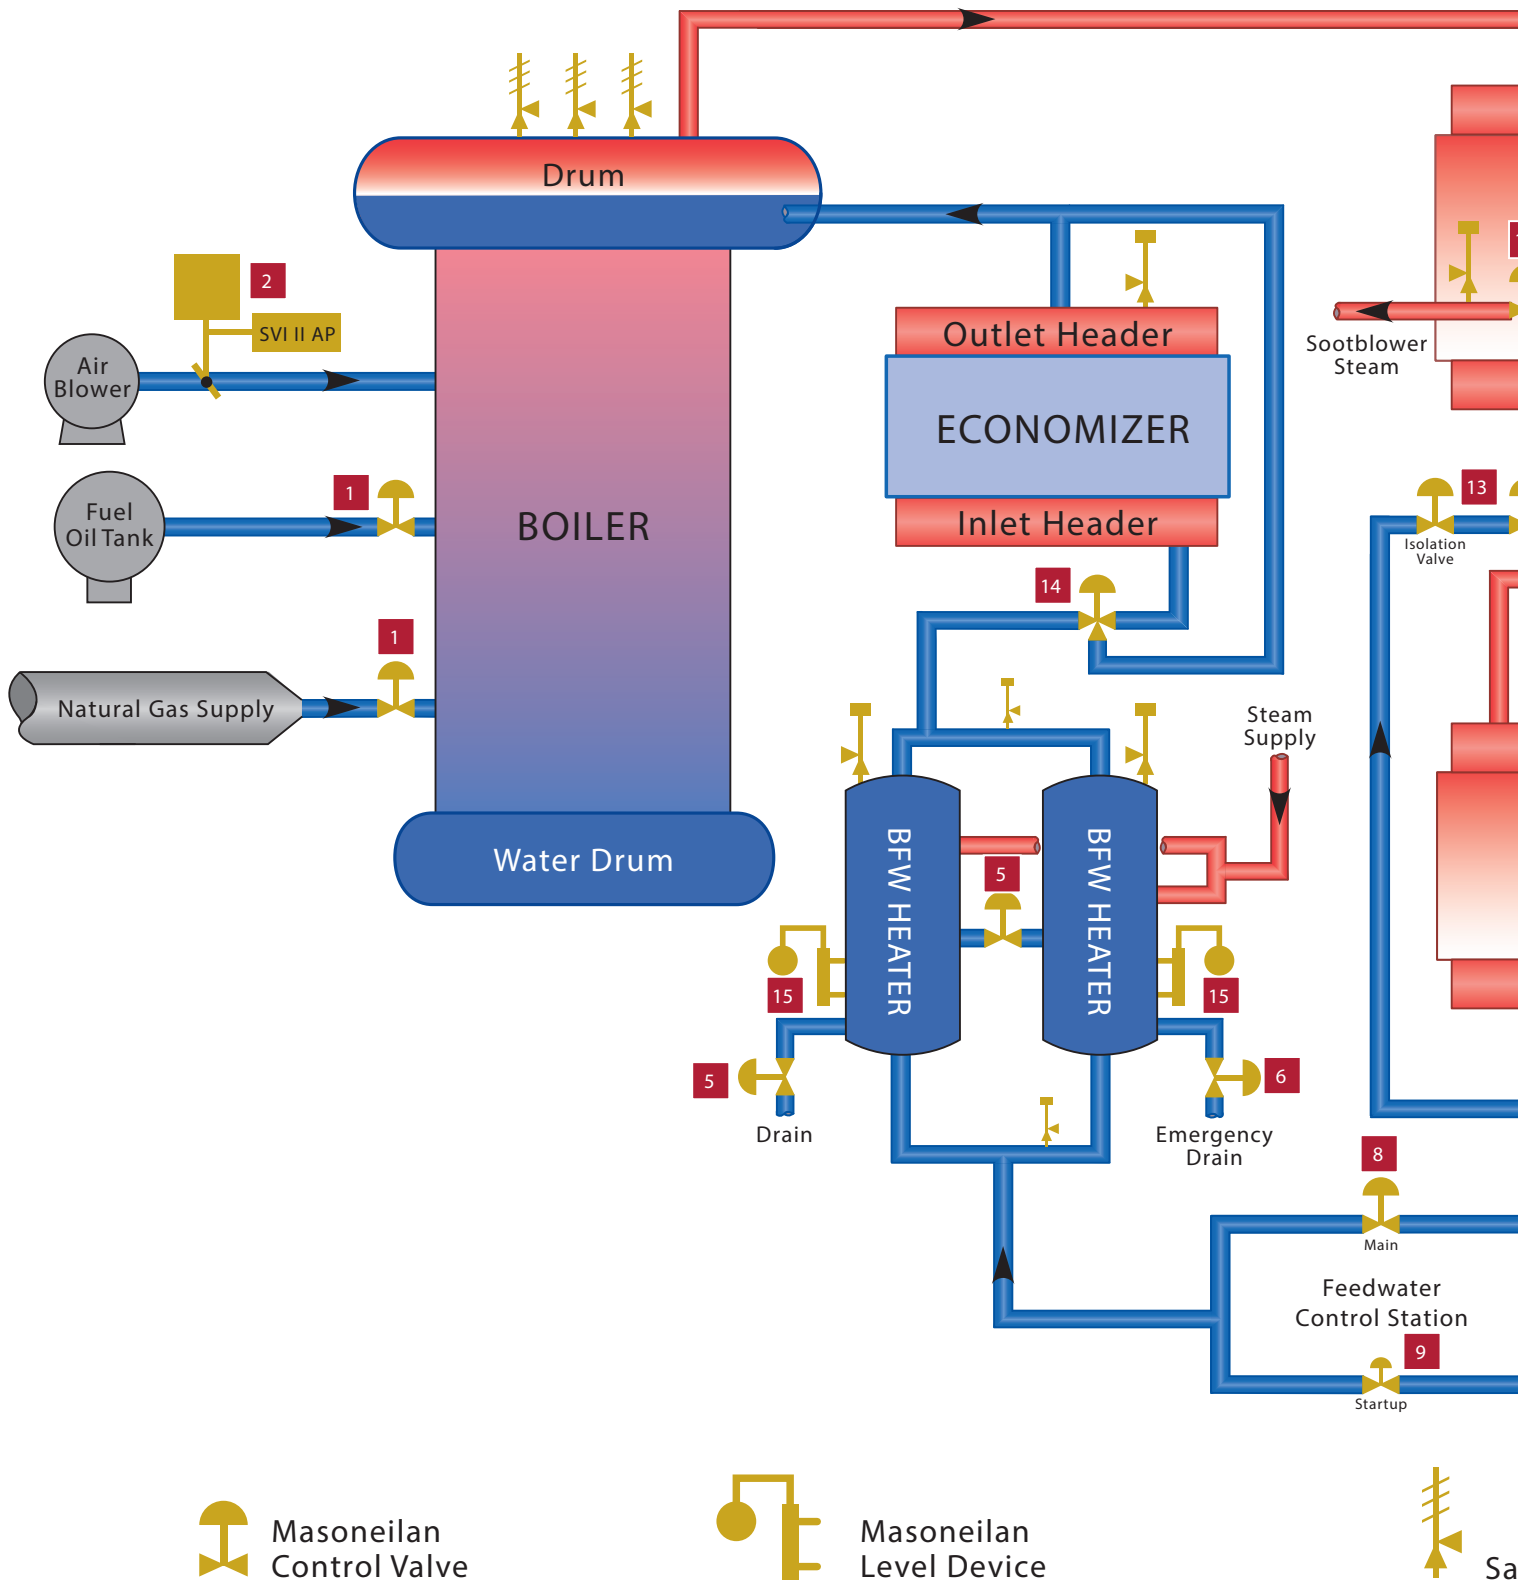 Drum
2
SVI II AP
Air
Blower
1
Fuel
Oil Tank
BOILER
1
Natural Gas Supply
Water Drum
Outlet Header
ECONOMIZER
Inlet Header
14
Sootblower
Steam
13
Isolation
Valve
Steam
Supply
BFW HEATER
BFW HEATER
5
15
15
5
6
Drain
Emergency
Drain
8
Main
Feedwater
Control Station
9
Startup
Masoneilan
Control Valve
Masoneilan
Level Device